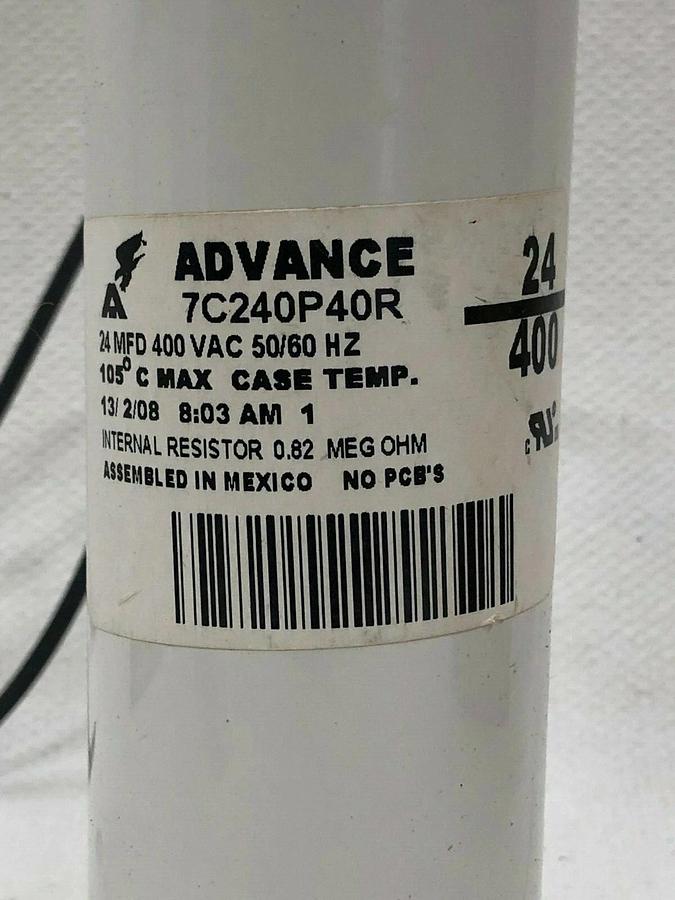 ADVANCE
7C240P40R
24 MFD 400 VAC 50/60 HZ
105° C MAX CASE TEMP.
13/ 2/08 8:03 AM 1
INTERNAL RESISTOR 0.82 MEG OHM
ASSEMBLED IN MEXICO NO PCB'S
24
400